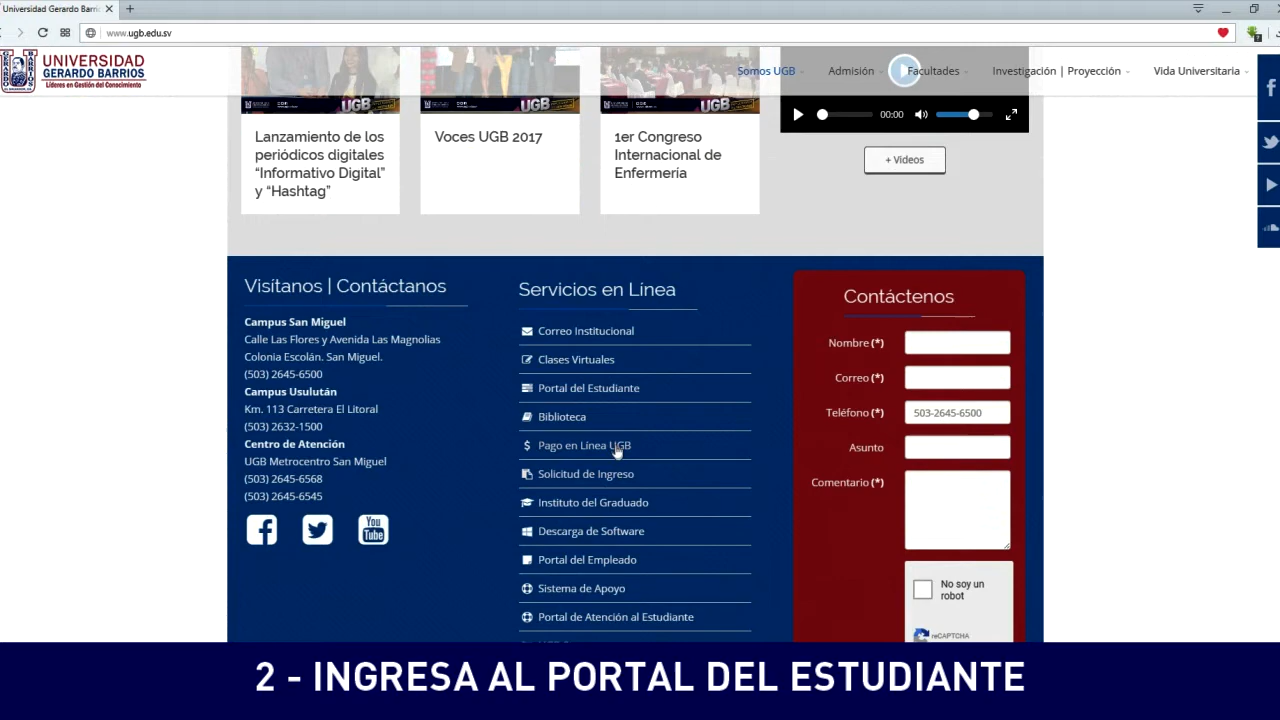 Universidad Gerardo Barrios
www.ugb.edu.sv
UNIVERSIDAD
GERARDO BARRIOS
Líderes en Gestión del Conocimiento
Somos UGB
Admisión
Facultades
Investigación | Proyección
Vida Universitaria
UGB
UGB
UGB
00:00
Lanzamiento de los
periódicos digitales
“Informativo Digital”
y “Hashtag”
Voces UGB 2017
1er Congreso
Internacional de
Enfermería
+ Videos
Visítanos | Contáctanos
Campus San Miguel
Calle Las Flores y Avenida Las Magnolias
Colonia Escolán. San Miguel.
(503) 2645-6500
Campus Usulután
Km. 113 Carretera El Litoral
(503) 2632-1500
Centro de Atención
UGB Metrocentro San Miguel
(503) 2645-6568
(503) 2645-6545
You
Tube
Servicios en Línea
Correo Institucional
Clases Virtuales
Portal del Estudiante
Biblioteca
Pago en Línea UGB
Solicitud de Ingreso
Instituto del Graduado
Descarga de Software
Portal del Empleado
Sistema de Apoyo
Portal de Atención al Estudiante
Contáctenos
Nombre (*)
Correo (*)
Teléfono (*)
503-2645-6500
Asunto
Comentario (*)
No soy un
robot
reCAPTCHA
2 - INGRESA AL PORTAL DEL ESTUDIANTE